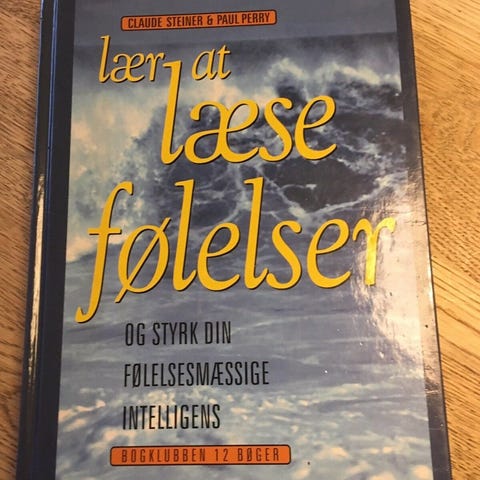 CLAUDE STEINER & PAUL PERRY
lær at
læse
følelser
OG STYRK DIN
FØLELSESMÆSSIGE
INTELLIGENS
BOGKLUBBEN 12 BØGER